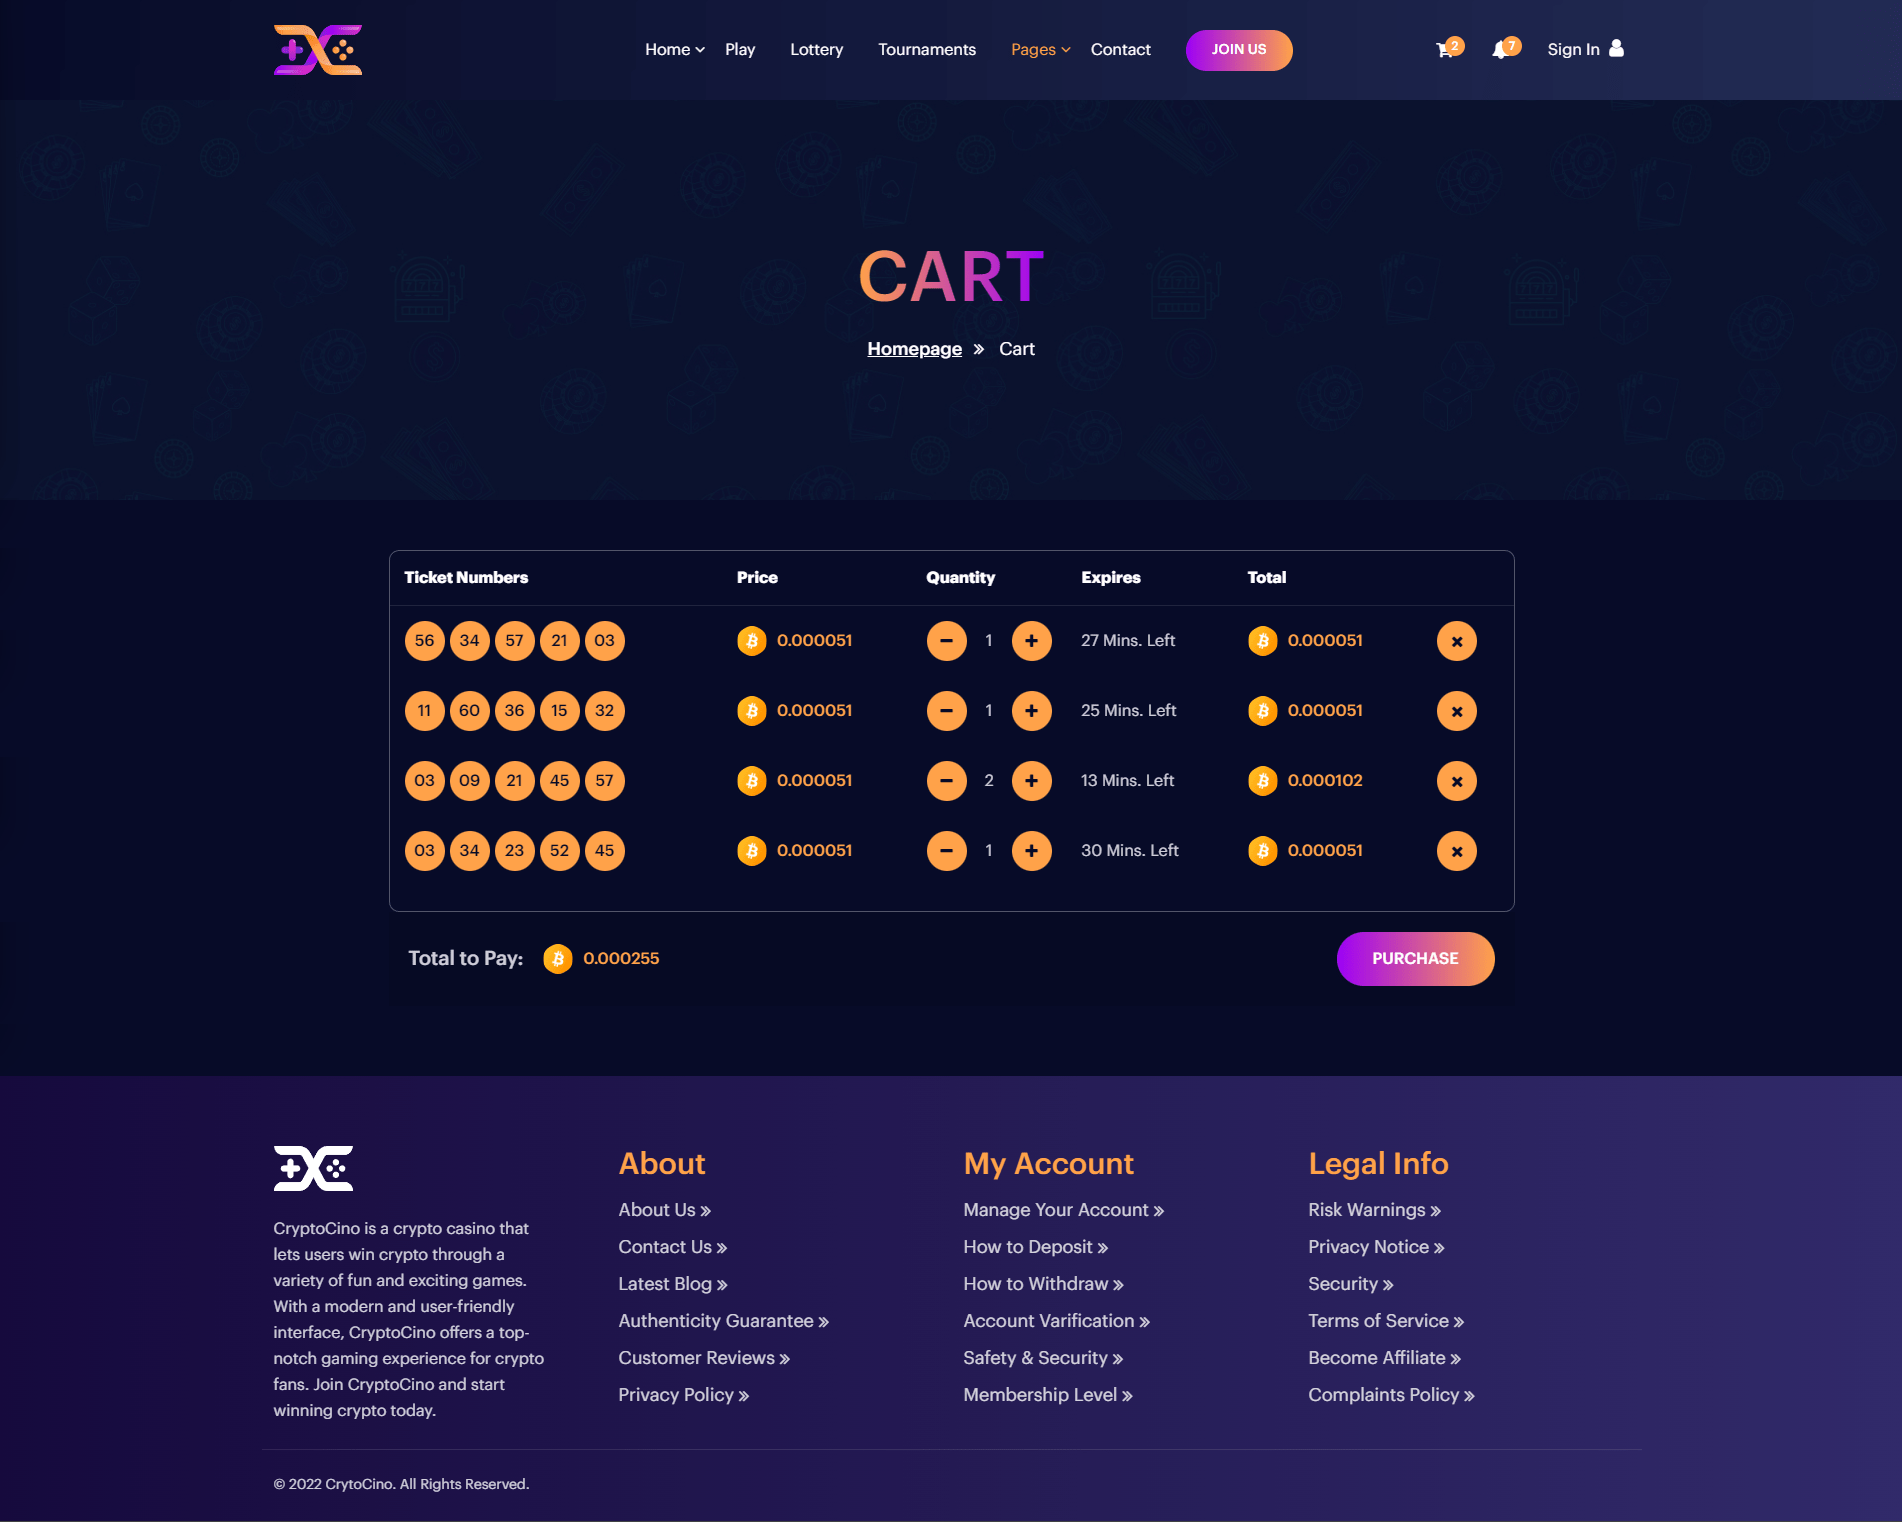 Home Play Lottery Tournaments Pages Contact JOIN US 2 7 Sign In
CART
Homepage » Cart
Ticket Numbers Price Quantity Expires Total
56 34 57 21 03 0.000051 − 1 + 27 Mins. Left 0.000051 ×
11 60 36 15 32 0.000051 − 1 + 25 Mins. Left 0.000051 ×
03 09 21 45 57 0.000051 − 2 + 13 Mins. Left 0.000102 ×
03 34 23 52 45 0.000051 − 1 + 30 Mins. Left 0.000051 ×
Total to Pay: 0.000255 PURCHASE
CryptoCino is a crypto casino that
lets users win crypto through a
variety of fun and exciting games.
With a modern and user-friendly
interface, CryptoCino offers a top-
notch gaming experience for crypto
fans. Join CryptoCino and start
winning crypto today.
About
About Us »
Contact Us »
Latest Blog »
Authenticity Guarantee »
Customer Reviews »
Privacy Policy »
My Account
Manage Your Account »
How to Deposit »
How to Withdraw »
Account Varification »
Safety & Security »
Membership Level »
Legal Info
Risk Warnings »
Privacy Notice »
Security »
Terms of Service »
Become Affiliate »
Complaints Policy »
© 2022 CrytoCino. All Rights Reserved.